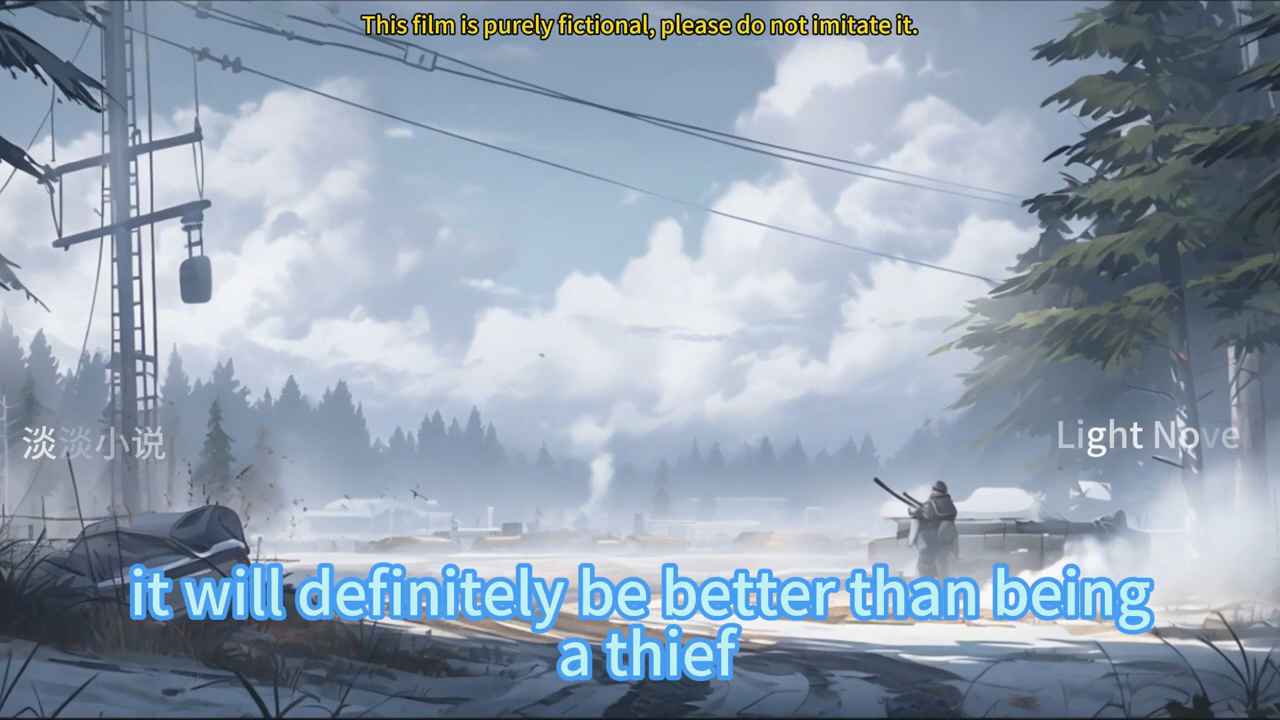 This film is purely fictional, please do not imitate it.
淡淡小说
Light Nove
it will definitely be better than being
a thief